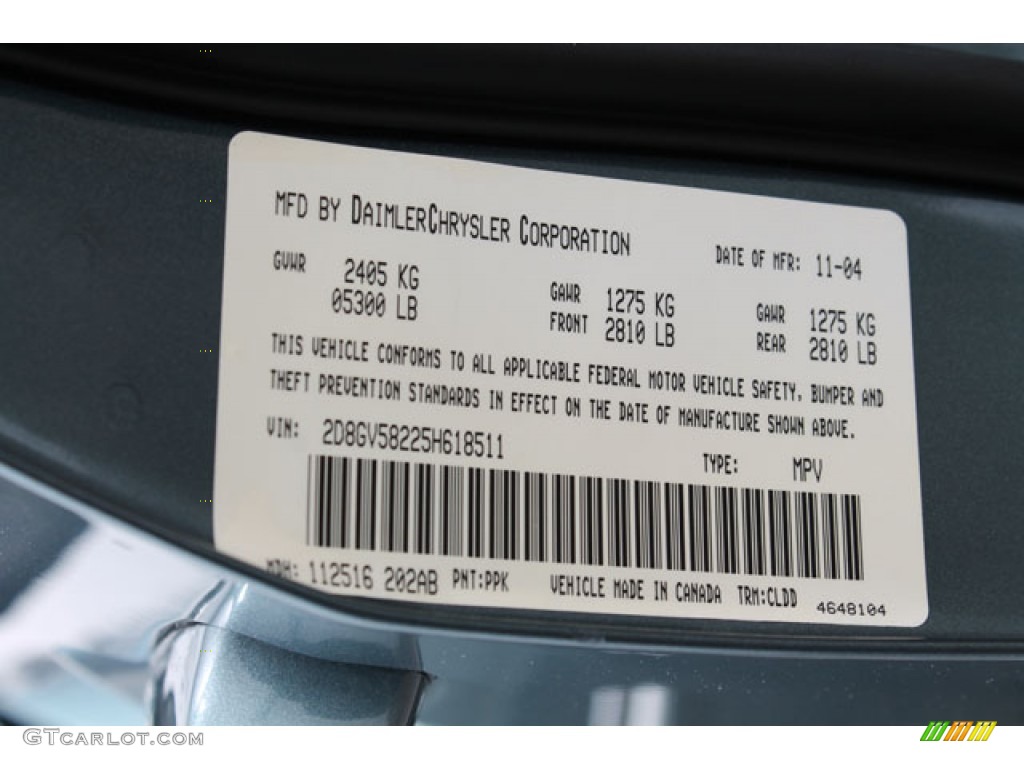 MFD BY DAIMLERCHRYSLER CORPORATION DATE OF MFR: 11-04
GVWR 2405 KG GAWR 1275 KG GAWR 1275 KG
05300 LB FRONT 2810 LB REAR 2810 LB
THIS VEHICLE CONFORMS TO ALL APPLICABLE FEDERAL MOTOR VEHICLE SAFETY, BUMPER AND
THEFT PREVENTION STANDARDS IN EFFECT ON THE DATE OF MANUFACTURE SHOWN ABOVE.
VIN: 2D8GV58225H618511 TYPE: MPV
MDH: 112516 202AB PNT:PPK VEHICLE MADE IN CANADA TRM:CLDD 4648104
GTCARLOT.COM